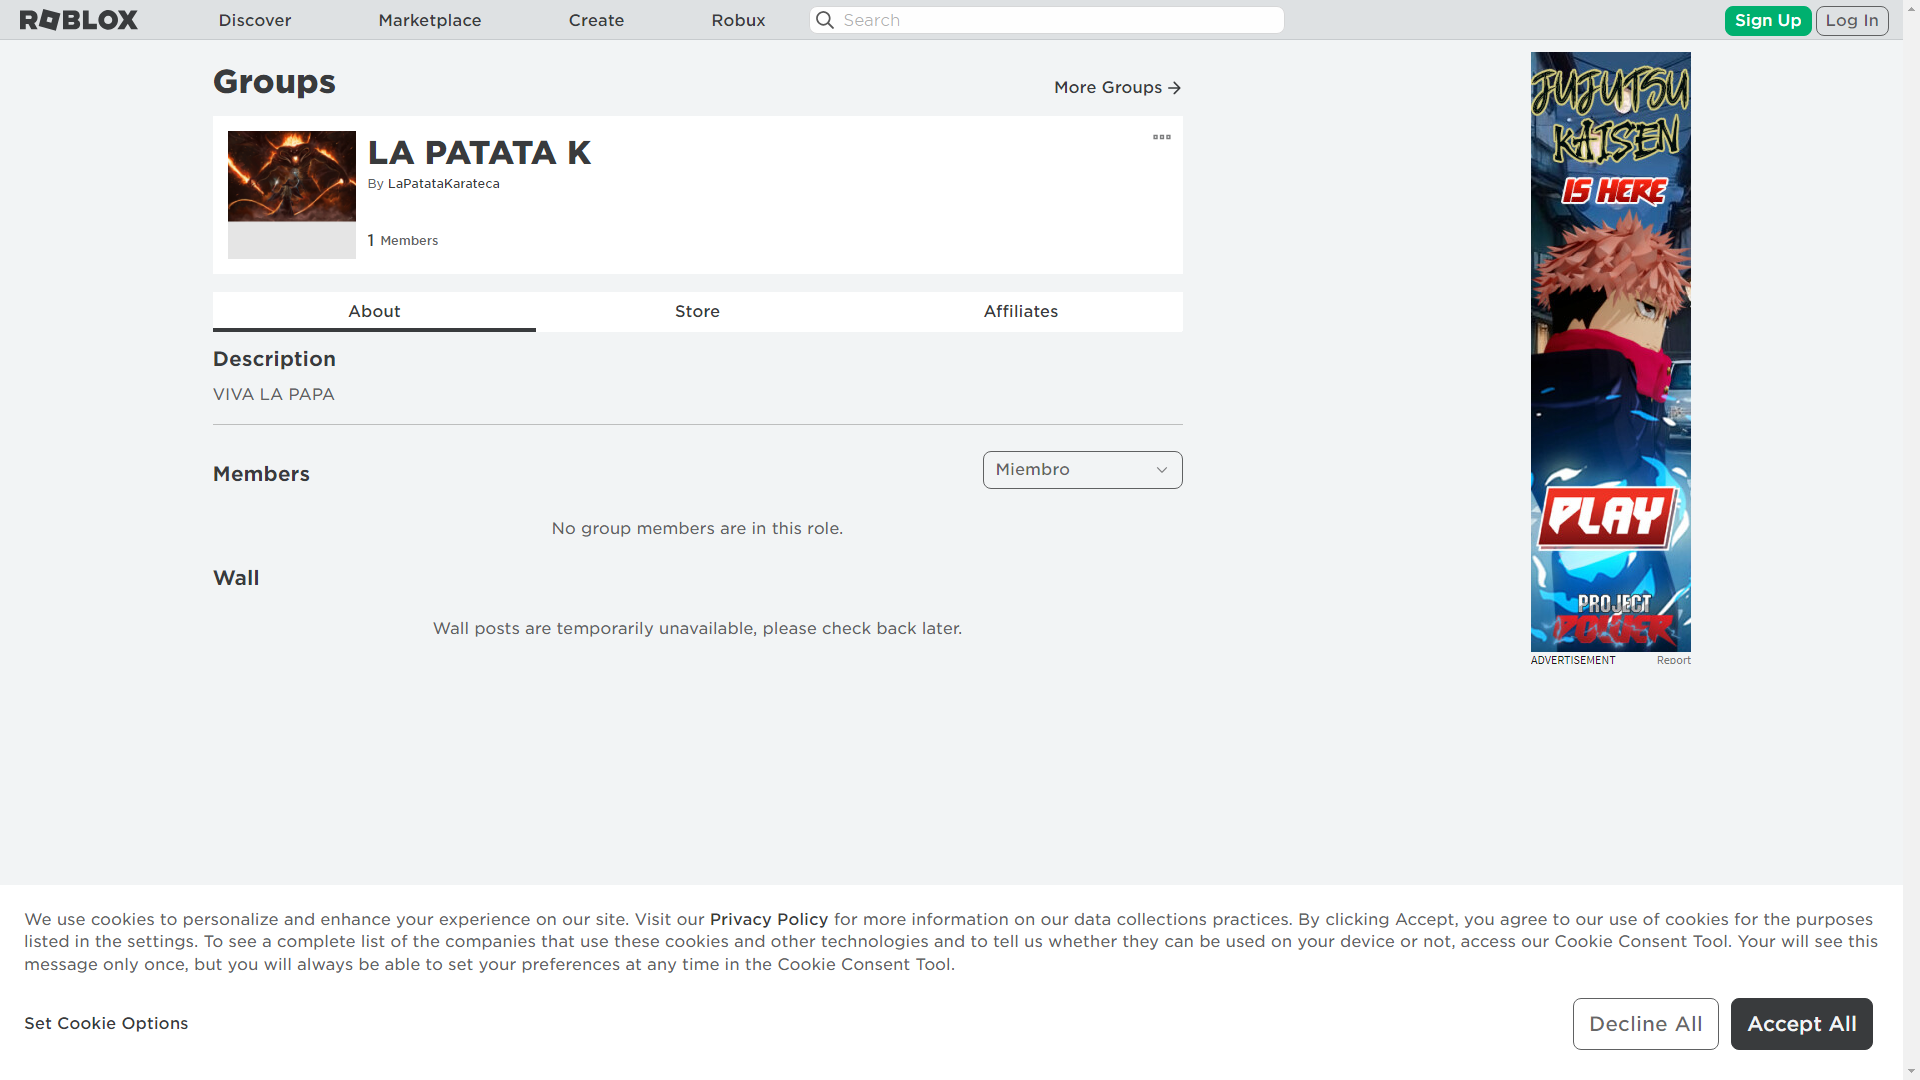 ROBLOX Discover Marketplace Create Robux Search Sign Up Log In
Groups
More Groups
LA PATATA K
By LaPatataKarateca
1 Members
About Store Affiliates
Description
VIVA LA PAPA
Members
Miembro
No group members are in this role.
Wall
Wall posts are temporarily unavailable, please check back later.
JUJUTSU
KAISEN
IS HERE
PLAY
PROJECT
POWER
ADVERTISEMENT Report
We use cookies to personalize and enhance your experience on our site. Visit our Privacy Policy for more information on our data collections practices. By clicking Accept, you agree to our use of cookies for the purposes
listed in the settings. To see a complete list of the companies that use these cookies and other technologies and to tell us whether they can be used on your device or not, access our Cookie Consent Tool. Your will see this
message only once, but you will always be able to set your preferences at any time in the Cookie Consent Tool.
Set Cookie Options
Decline All
Accept All